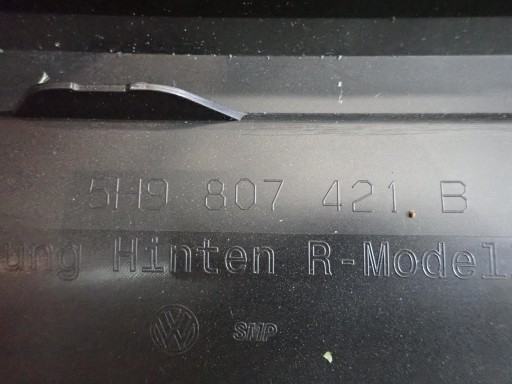 5H9 807 421 B
ung Hinten R-Model
SMP